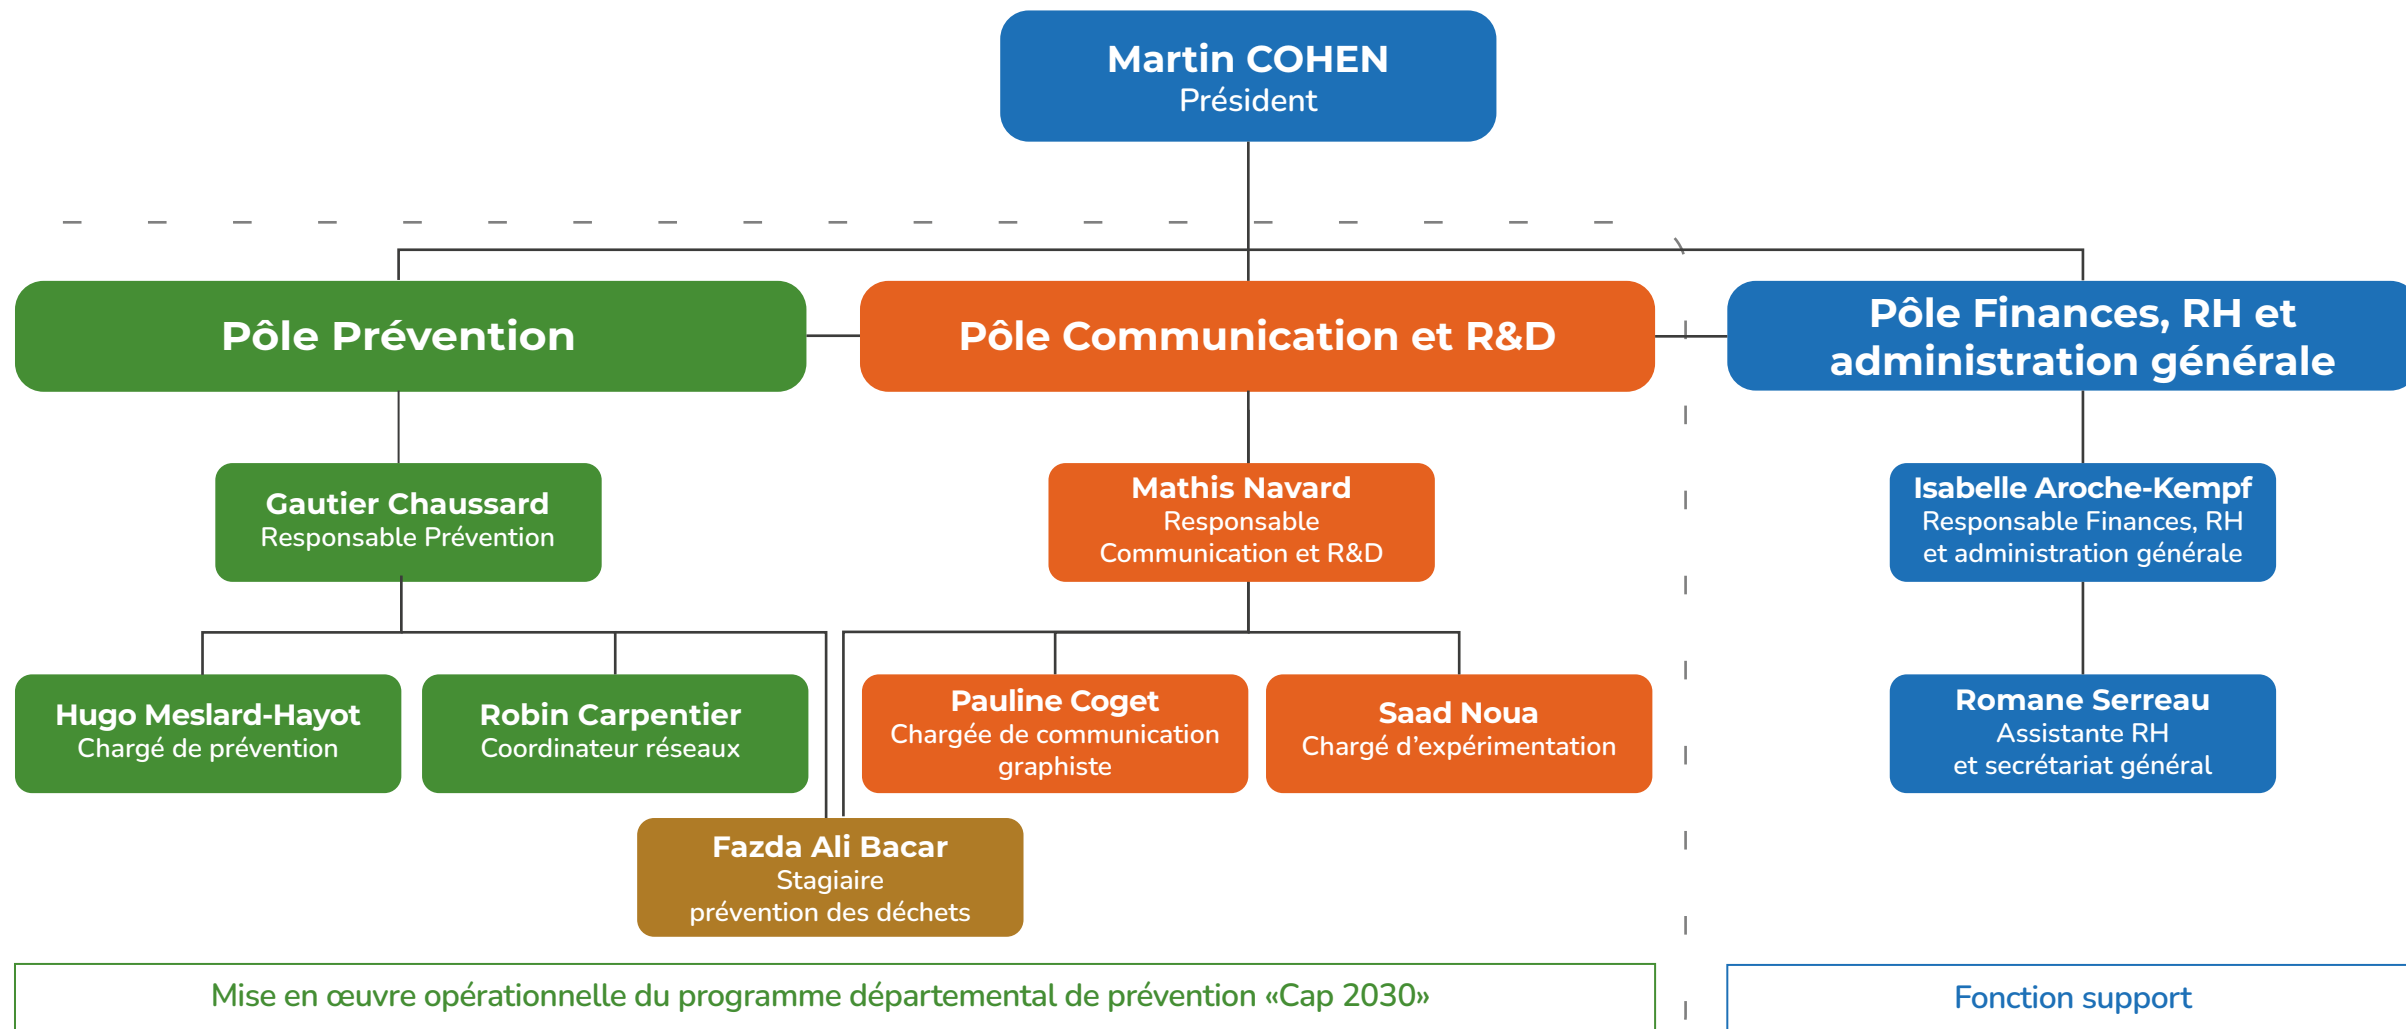 Martin COHEN
Président
Pôle Prévention
Pôle Communication et R&D
Pôle Finances, RH et
administration générale
Gautier Chaussard
Responsable Prévention
Mathis Navard
Responsable
Communication et R&D
Isabelle Aroche-Kempf
Responsable Finances, RH
et administration générale
Hugo Meslard-Hayot
Chargé de prévention
Robin Carpentier
Coordinateur réseaux
Pauline Coget
Chargée de communication
graphiste
Saad Noua
Chargé d’expérimentation
Romane Serreau
Assistante RH
et secrétariat général
Fazda Ali Bacar
Stagiaire
prévention des déchets
Mise en œuvre opérationnelle du programme départemental de prévention «Cap 2030»
Fonction support